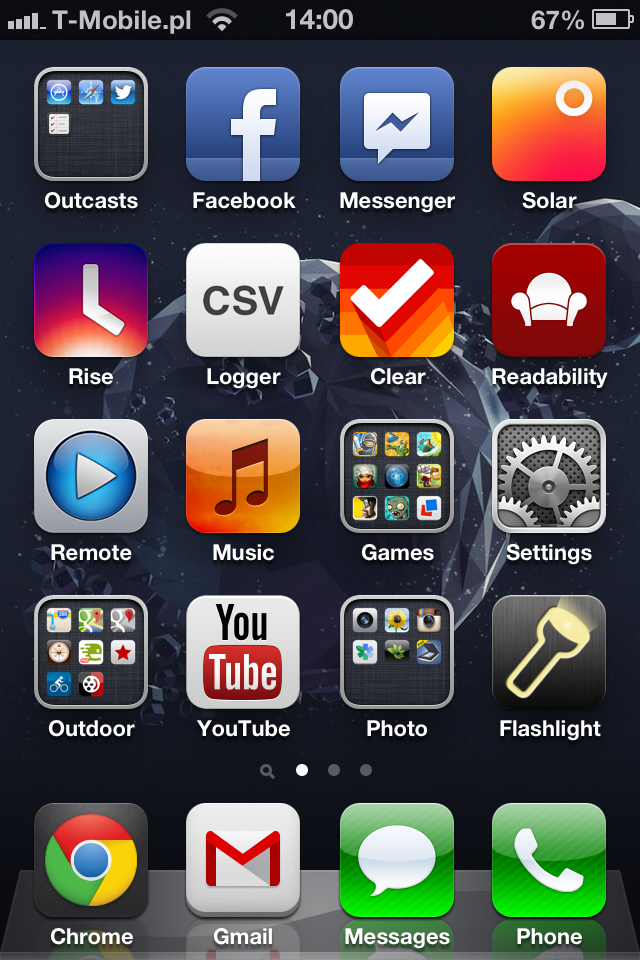 T-Mobile.pl 14:00 67%
Outcasts Facebook Messenger Solar
CSV
Rise Logger Clear Readability
Remote Music Games Settings
You
Tube
Outdoor YouTube Photo Flashlight
Chrome Gmail Messages Phone